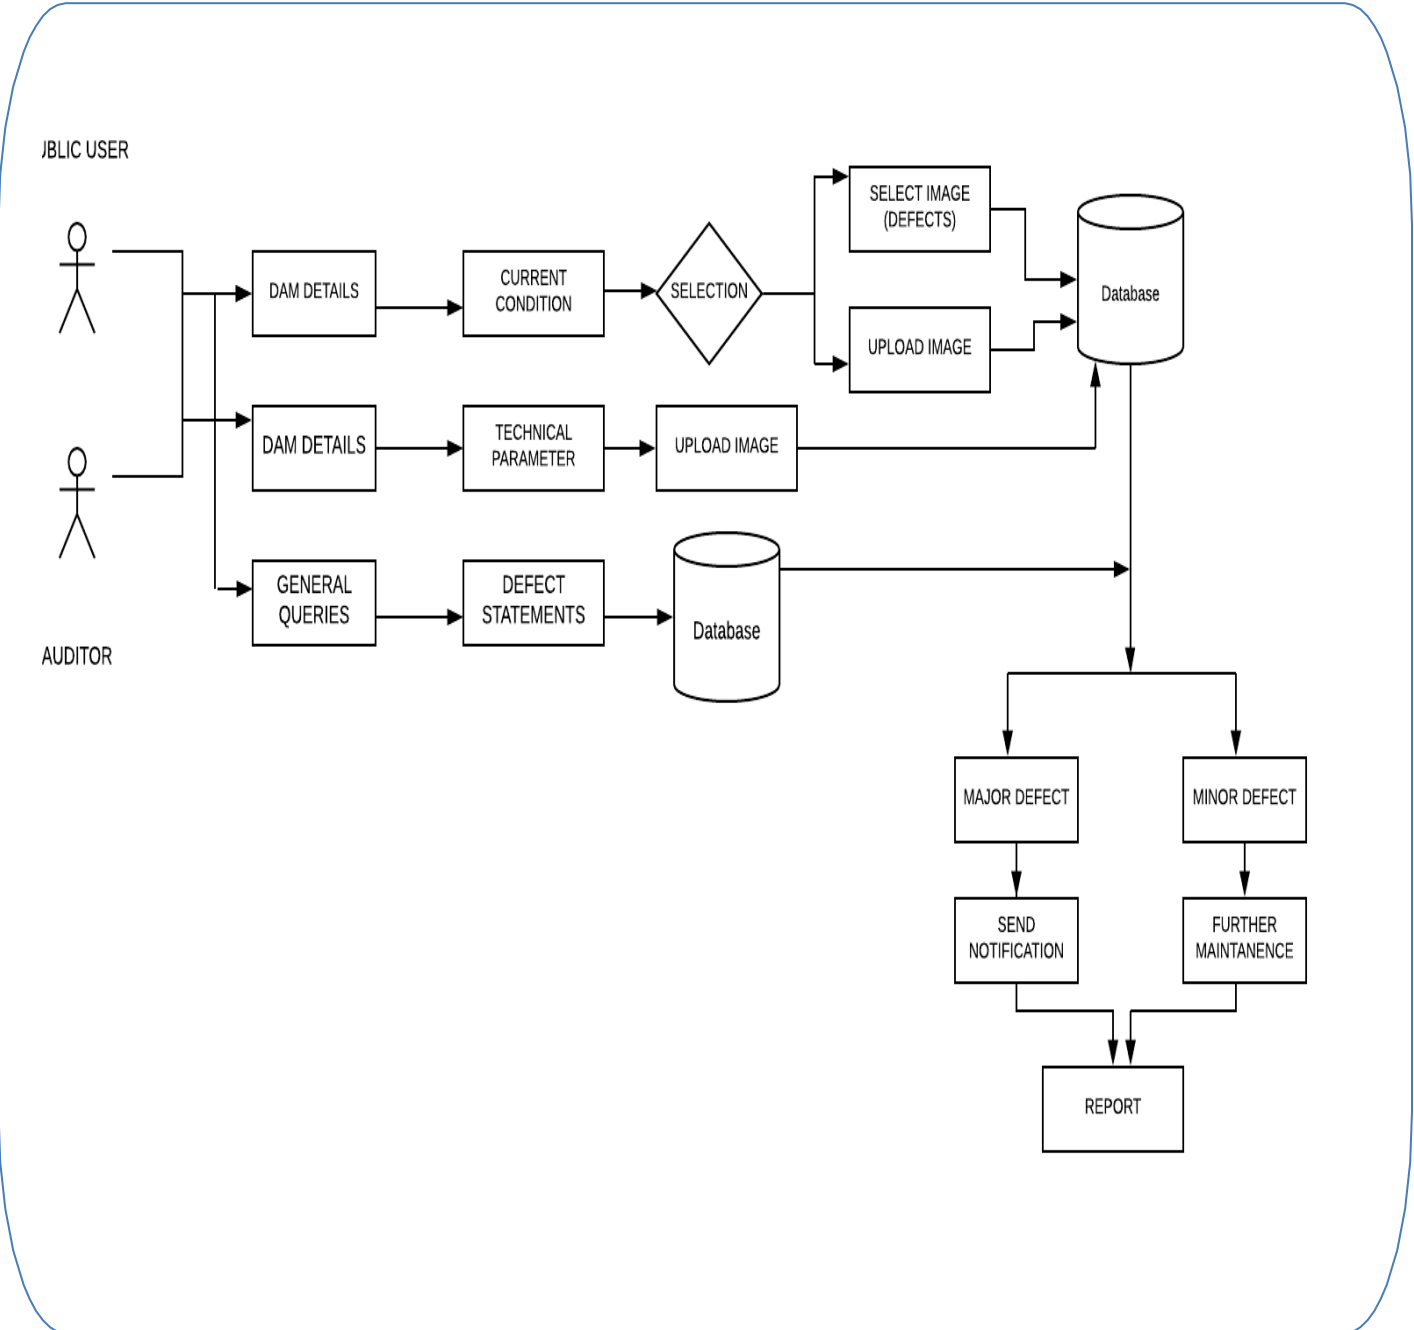 UBLIC USER
SELECT IMAGE
(DEFECTS)
DAM DETAILS
CURRENT
CONDITION
SELECTION
Database
UPLOAD IMAGE
DAM DETAILS
TECHNICAL
PARAMETER
UPLOAD IMAGE
GENERAL
QUERIES
DEFECT
STATEMENTS
Database
AUDITOR
MAJOR DEFECT
MINOR DEFECT
SEND
NOTIFICATION
FURTHER
MAINTANENCE
REPORT